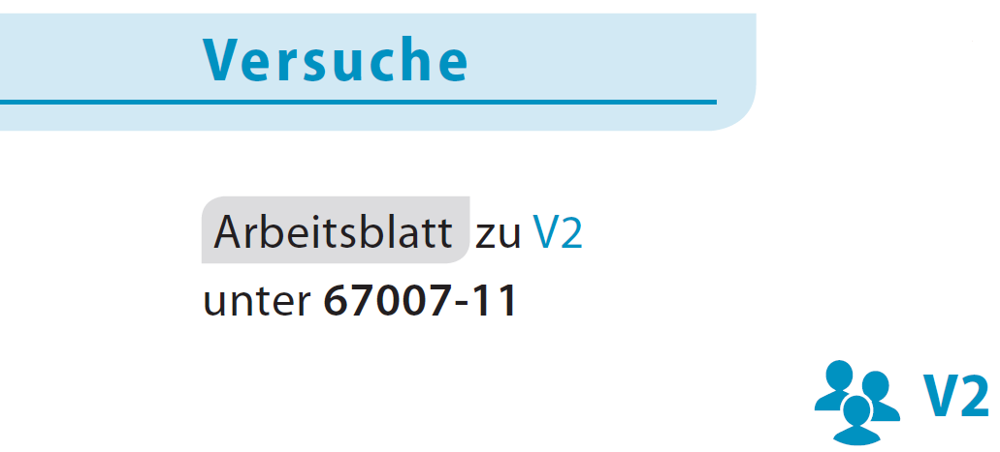 Versuche
Arbeitsblatt zu V2
unter 67007-11
V2